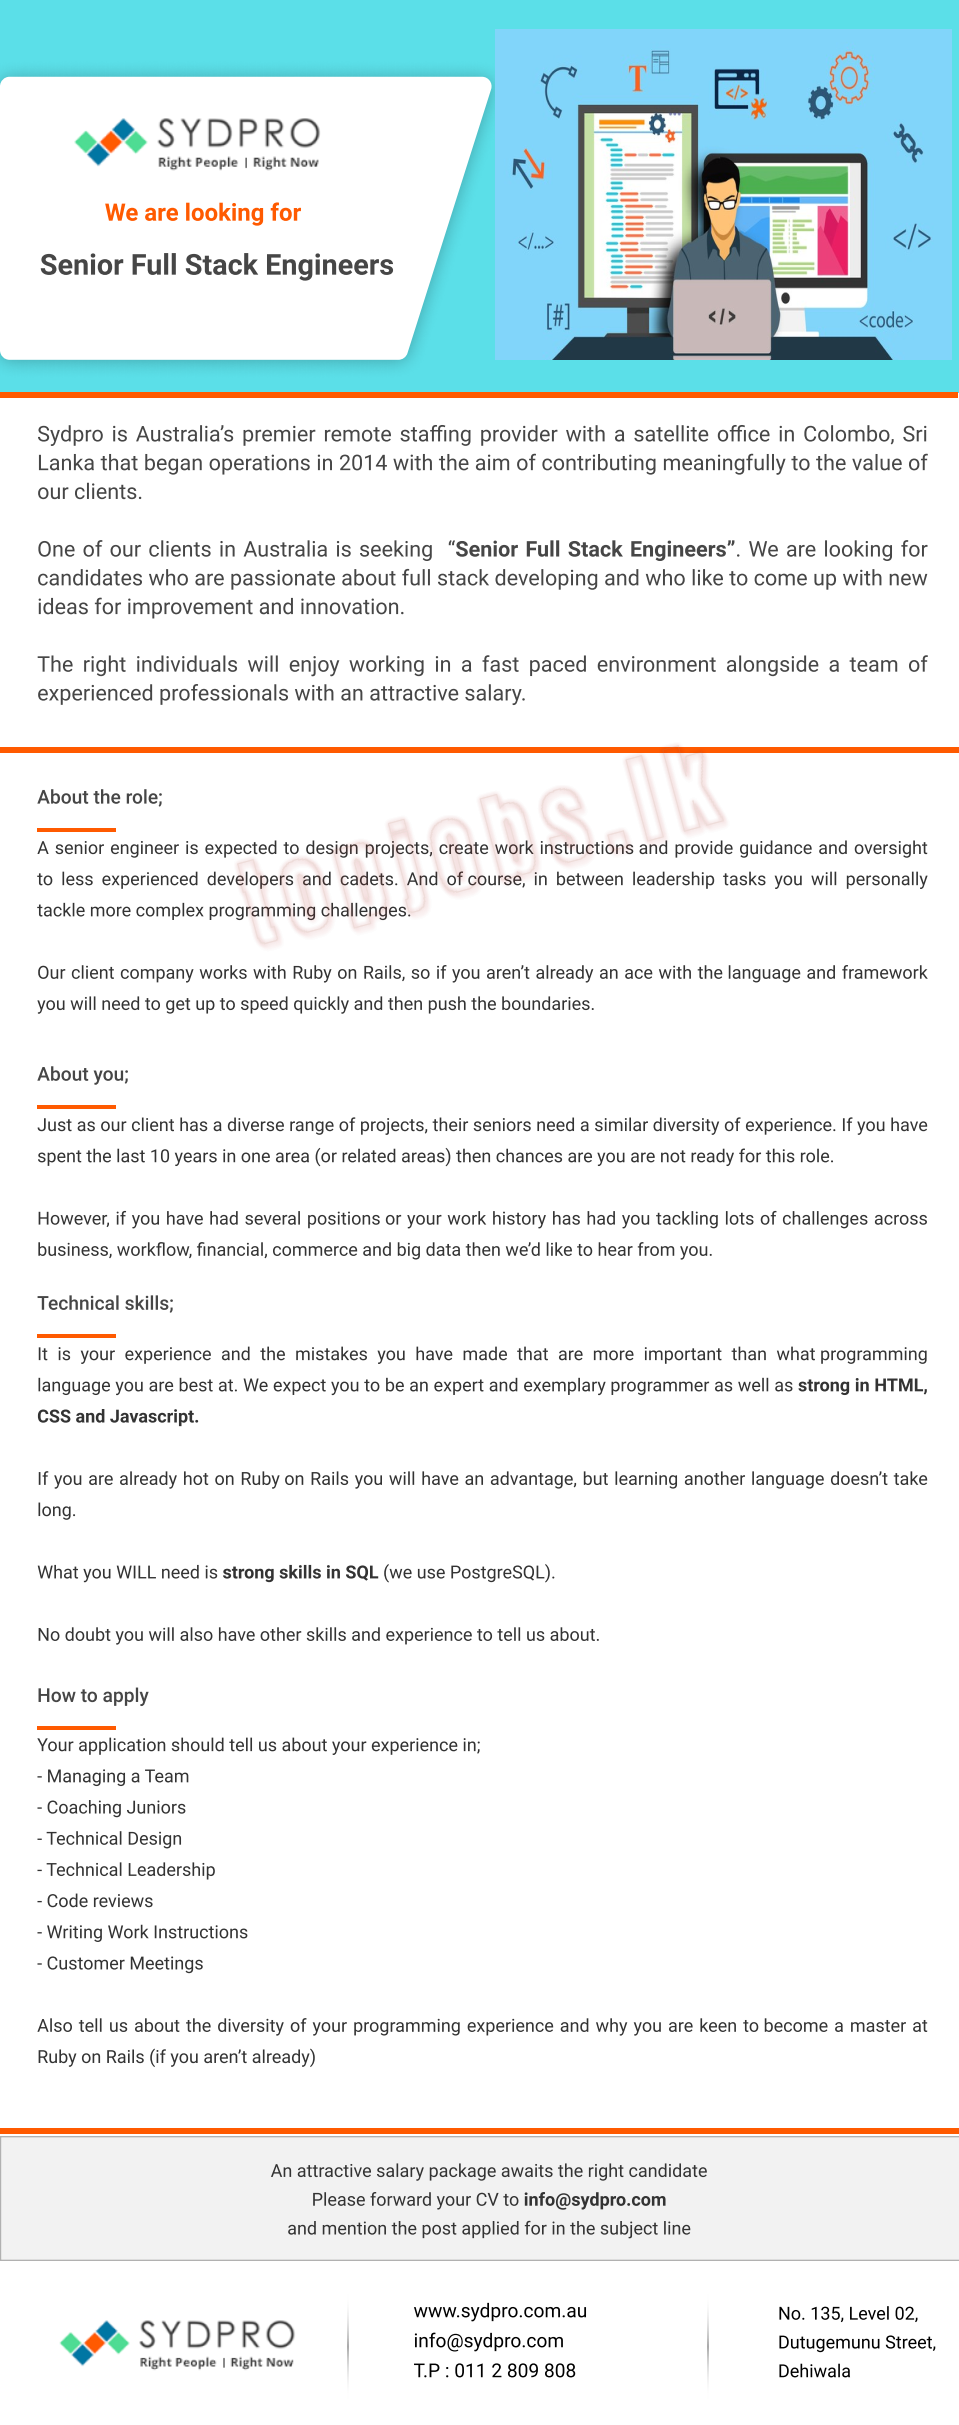 SYDPRO
Right People | Right Now
We are looking for
Senior Full Stack Engineers
T
</>
</...>
</>
[#]
</>
<code>
Sydpro is Australia’s premier remote staffing provider with a satellite office in Colombo, Sri
Lanka that began operations in 2014 with the aim of contributing meaningfully to the value of
our clients.
One of our clients in Australia is seeking “Senior Full Stack Engineers”. We are looking for
candidates who are passionate about full stack developing and who like to come up with new
ideas for improvement and innovation.
The right individuals will enjoy working in a fast paced environment alongside a team of
experienced professionals with an attractive salary.
topjobs.lk
About the role;
A senior engineer is expected to design projects, create work instructions and provide guidance and oversight
to less experienced developers and cadets. And of course, in between leadership tasks you will personally
tackle more complex programming challenges.
Our client company works with Ruby on Rails, so if you aren’t already an ace with the language and framework
you will need to get up to speed quickly and then push the boundaries.
About you;
Just as our client has a diverse range of projects, their seniors need a similar diversity of experience. If you have
spent the last 10 years in one area (or related areas) then chances are you are not ready for this role.
However, if you have had several positions or your work history has had you tackling lots of challenges across
business, workflow, financial, commerce and big data then we’d like to hear from you.
Technical skills;
It is your experience and the mistakes you have made that are more important than what programming
language you are best at. We expect you to be an expert and exemplary programmer as well as strong in HTML,
CSS and Javascript.
If you are already hot on Ruby on Rails you will have an advantage, but learning another language doesn’t take
long.
What you WILL need is strong skills in SQL (we use PostgreSQL).
No doubt you will also have other skills and experience to tell us about.
How to apply
Your application should tell us about your experience in;
- Managing a Team
- Coaching Juniors
- Technical Design
- Technical Leadership
- Code reviews
- Writing Work Instructions
- Customer Meetings
Also tell us about the diversity of your programming experience and why you are keen to become a master at
Ruby on Rails (if you aren’t already)
An attractive salary package awaits the right candidate
Please forward your CV to info@sydpro.com
and mention the post applied for in the subject line
SYDPRO
Right People | Right Now
www.sydpro.com.au
info@sydpro.com
T.P : 011 2 809 808
No. 135, Level 02,
Dutugemunu Street,
Dehiwala